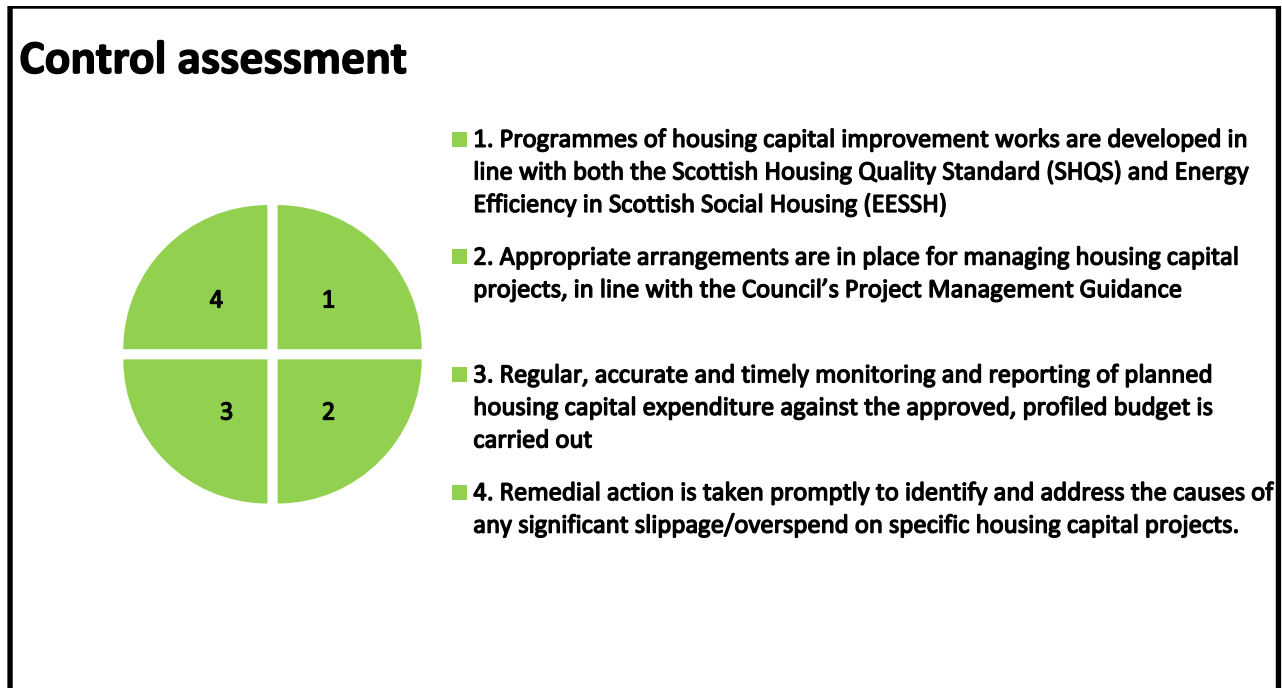 Control assessment
1. Programmes of housing capital improvement works are developed in
line with both the Scottish Housing Quality Standard (SHQS) and Energy
Efficiency in Scottish Social Housing (EESSH)
2. Appropriate arrangements are in place for managing housing capital
projects, in line with the Council’s Project Management Guidance
3. Regular, accurate and timely monitoring and reporting of planned
housing capital expenditure against the approved, profiled budget is
carried out
4. Remedial action is taken promptly to identify and address the causes of
any significant slippage/overspend on specific housing capital projects.
4 1
3 2